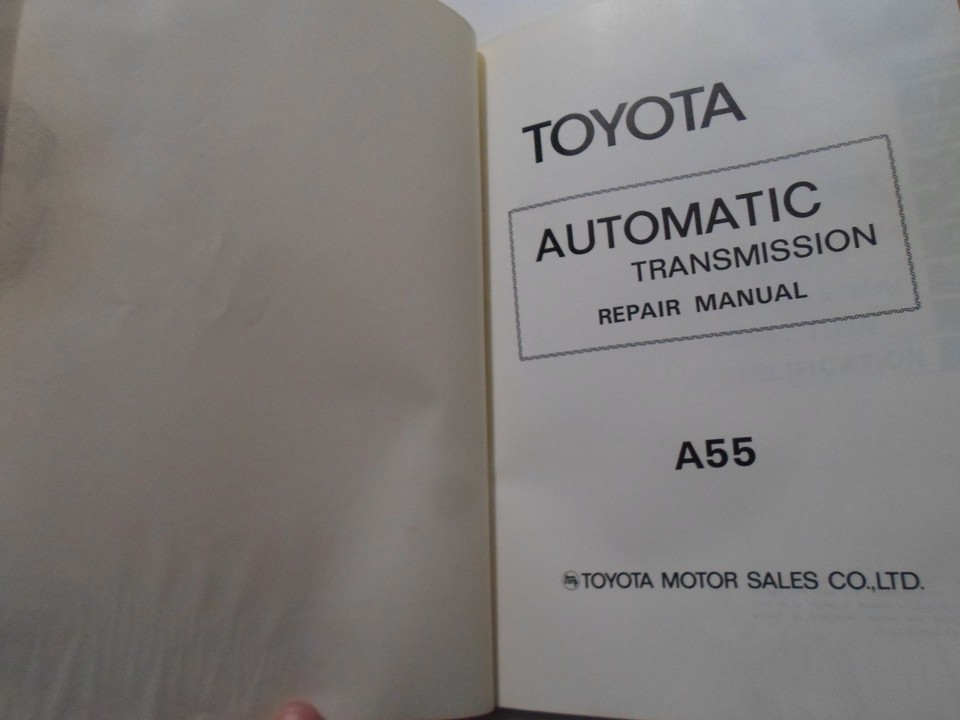 TOYOTA
AUTOMATIC
TRANSMISSION
REPAIR MANUAL
A55
TOYOTA MOTOR SALES CO.,LTD.